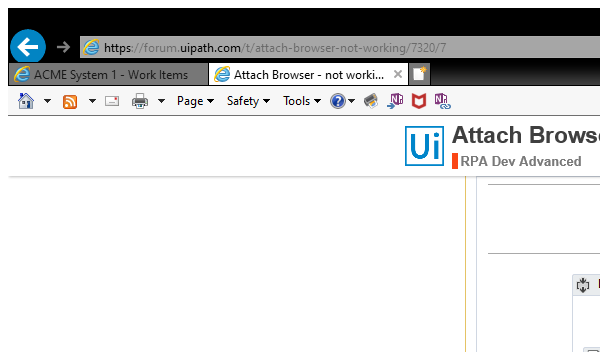 https://forum.uipath.com/t/attach-browser-not-working/7320/7
ACME System 1 - Work Items
Attach Browser - not worki...
Page
Safety
Tools
Ui
Attach Brows
RPA Dev Advanced